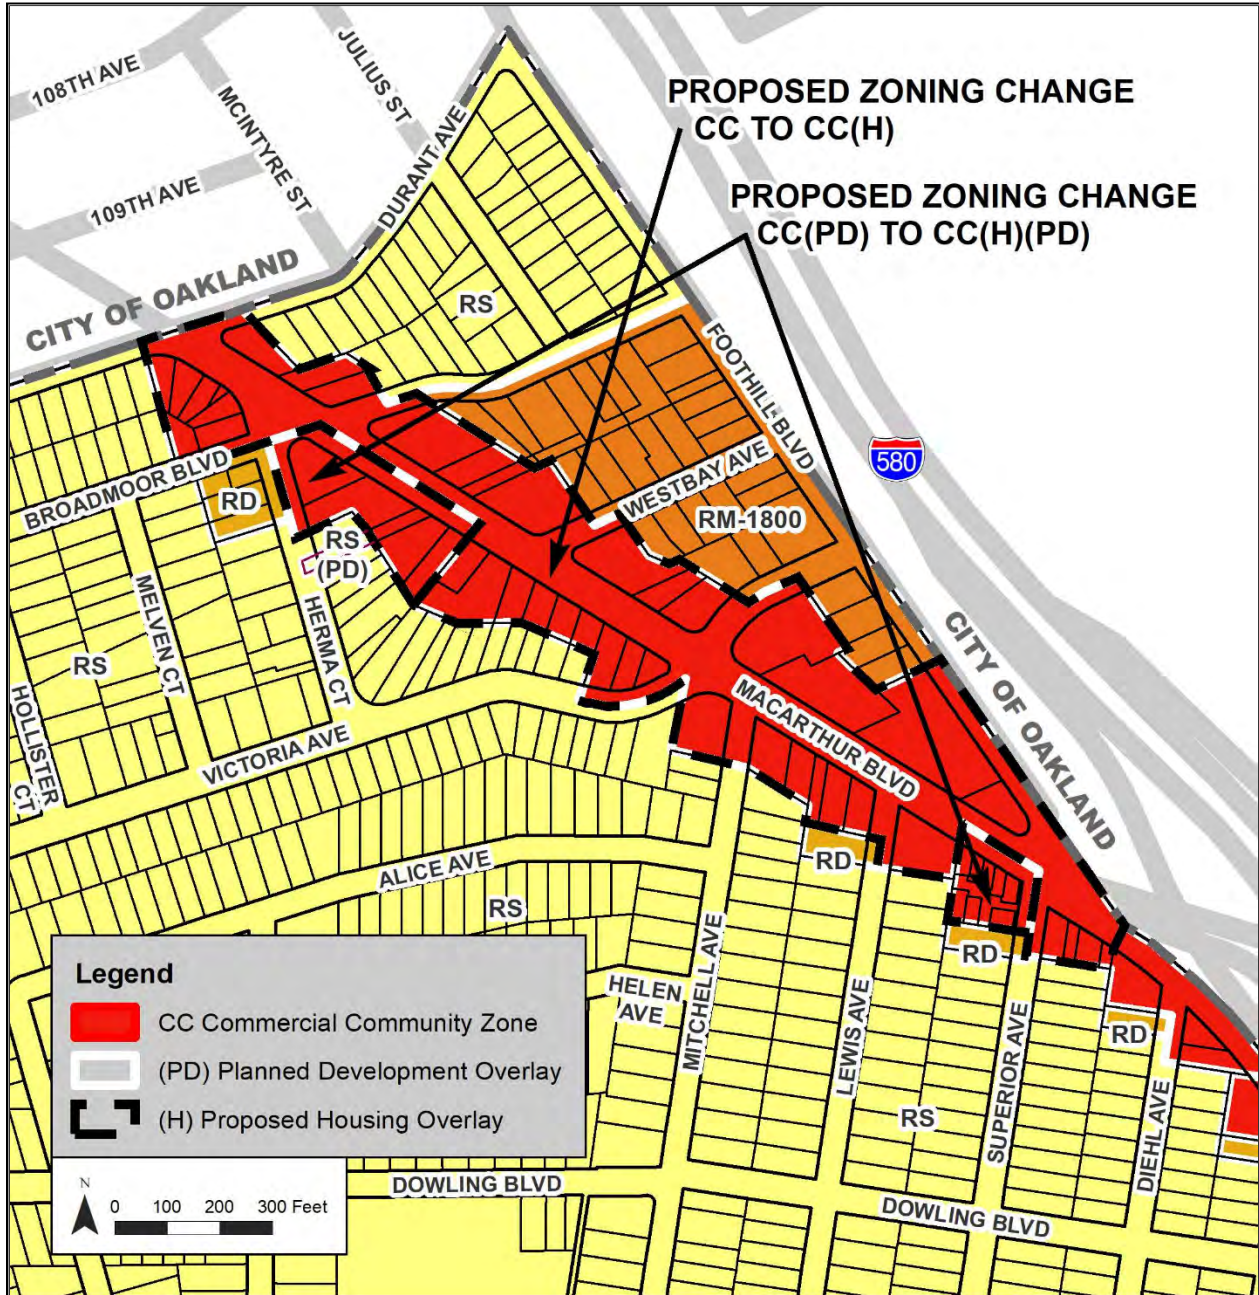 108TH AVE
JULIUS ST
MCINTYRE ST
DURANT AVE
109TH AVE
PROPOSED ZONING CHANGE
CC TO CC(H)
PROPOSED ZONING CHANGE
CC(PD) TO CC(H)(PD)
CITY OF OAKLAND
RS
FOOTHILL BLVD
580
WESTBAY AVE
RM-1800
BROADMOOR BLVD
RD
RS
(PD)
MELVEN CT
HERMA CT
RS
HOLLISTER
CT
VICTORIA AVE
MACARTHUR BLVD
CITY OF OAKLAND
ALICE AVE
RS
RD
RD
RD
HELEN
AVE
MITCHELL AVE
LEWIS AVE
SUPERIOR AVE
DIEHL AVE
RS
DOWLING BLVD
DOWLING BLVD
Legend
CC Commercial Community Zone
(PD) Planned Development Overlay
(H) Proposed Housing Overlay
N
0 100 200 300 Feet